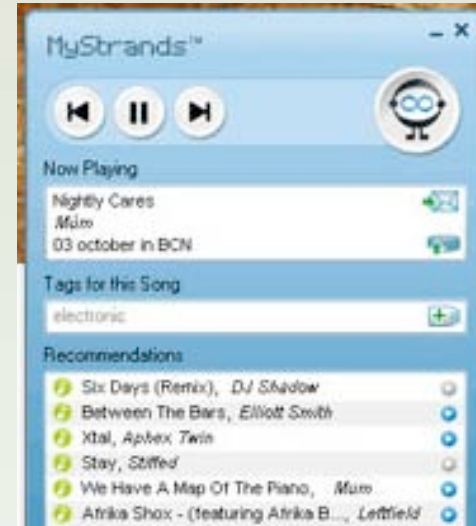 MyStrands™
Now Playing
Nightly Cares
Múm
03 october in BCN
Tags for this Song
electronic
Recommendations
Six Days (Remix), DJ Shadow
Between The Bars, Elliott Smith
Xtal, Aphex Twin
Stay, Stiffed
We Have A Map Of The Piano, Mum
Afrika Shox - (featuring Afrika B..., Leftfield